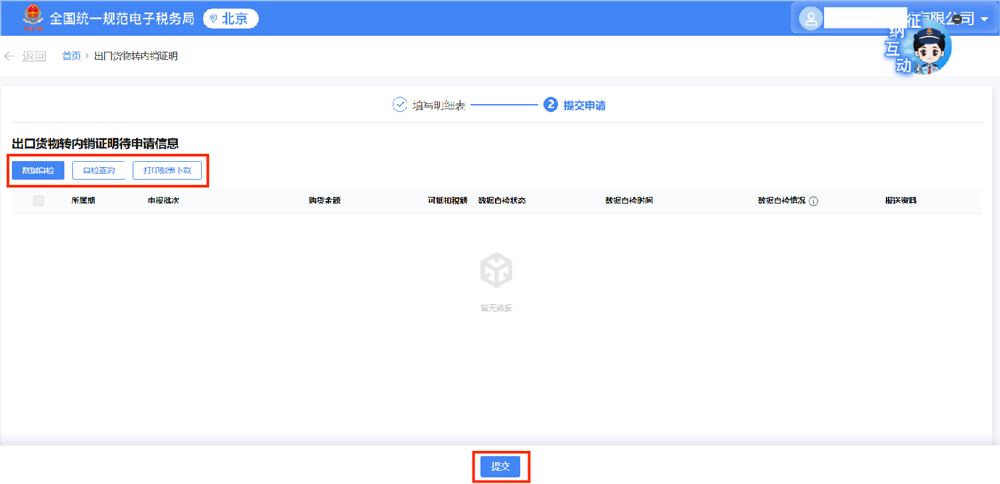 全国统一规范电子税务局 北京
有限公司
征纳互动
返回 首页 > 出口货物转内销证明
填写明细表 2 提交申请
出口货物转内销证明待申请信息
数据自检 自检查询 打印报表下载
所属期 申报批次 购货金额 可抵扣税额 数据自检状态 数据自检时间 数据自检情况 报送资料
暂无数据
提交